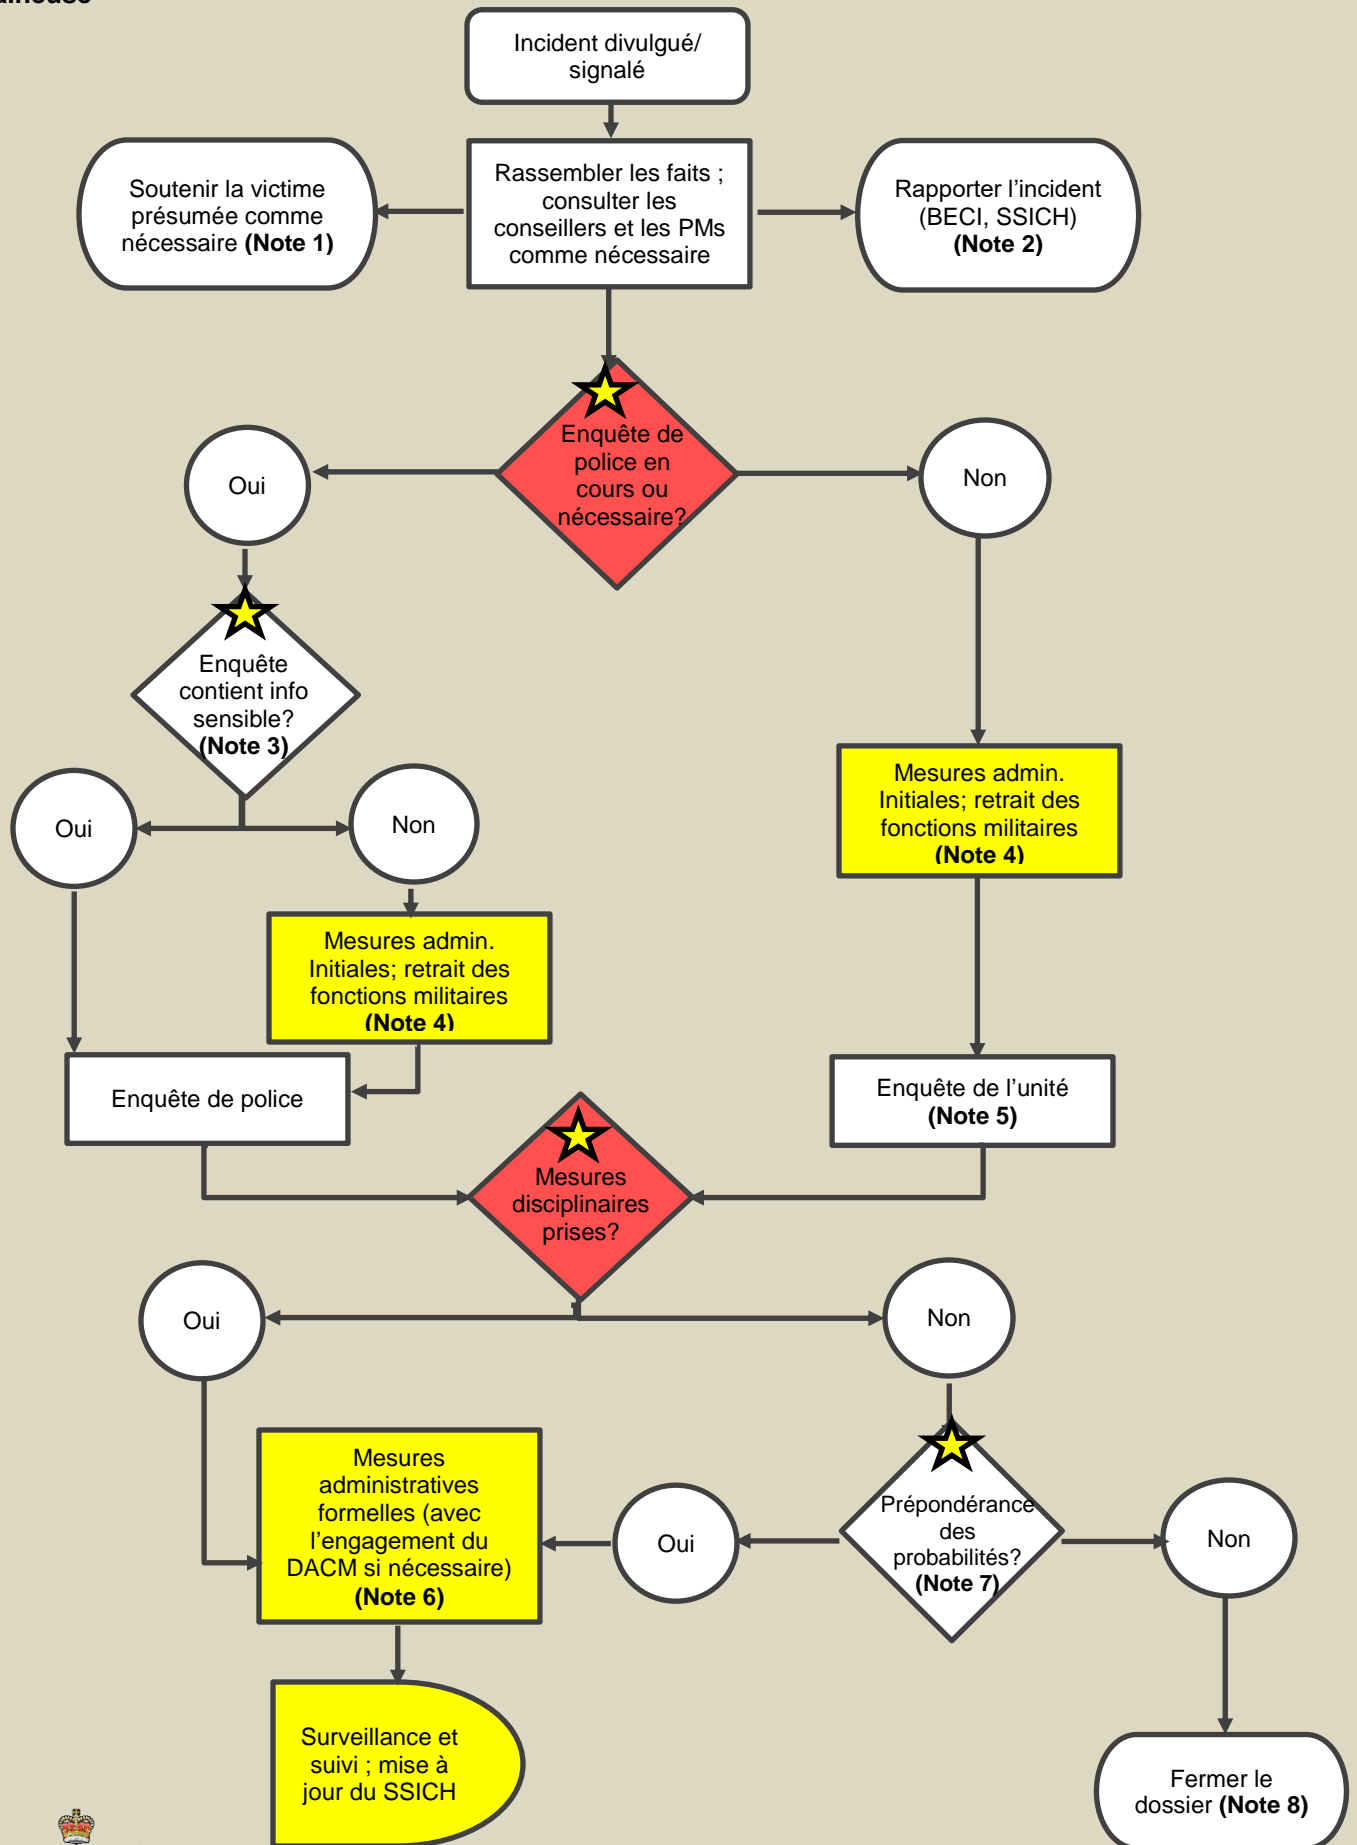 Incident divulgué/
signalé
Soutenir la victime
présumée comme
nécessaire (Note 1)
Rassembler les faits ;
consulter les
conseillers et les PMs
comme nécessaire
Rapporter l’incident
(BECI, SSICH)
(Note 2)
Enquête de
police en
cours ou
nécessaire?
Oui
Non
Enquête
contient info
sensible?
(Note 3)
Oui
Non
Mesures admin.
Initiales; retrait des
fonctions militaires
(Note 4)
Mesures admin.
Initiales; retrait des
fonctions militaires
(Note 4)
Enquête de police
Enquête de l’unité
(Note 5)
Mesures
disciplinaires
prises?
Oui
Non
Mesures
administratives
formelles (avec
l’engagement du
DACM si nécessaire)
(Note 6)
Oui
Prépondérance
des
probabilités?
(Note 7)
Non
Surveillance et
suivi ; mise à
jour du SSICH
Fermer le
dossier (Note 8)